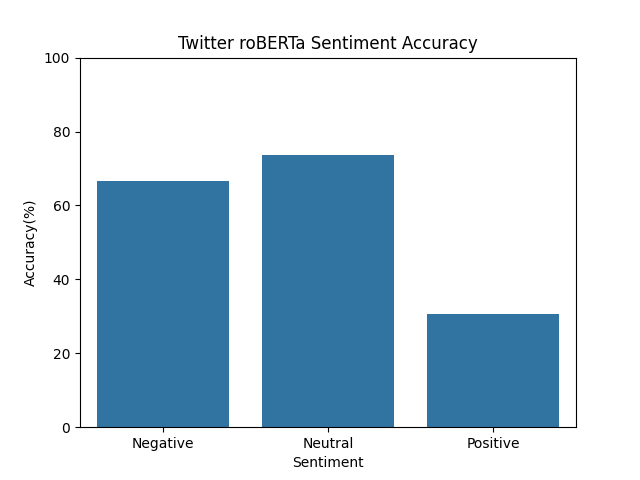 Twitter roBERTa Sentiment Accuracy
100
80
60
40
20
0
Accuracy(%)
Negative Neutral Positive
Sentiment